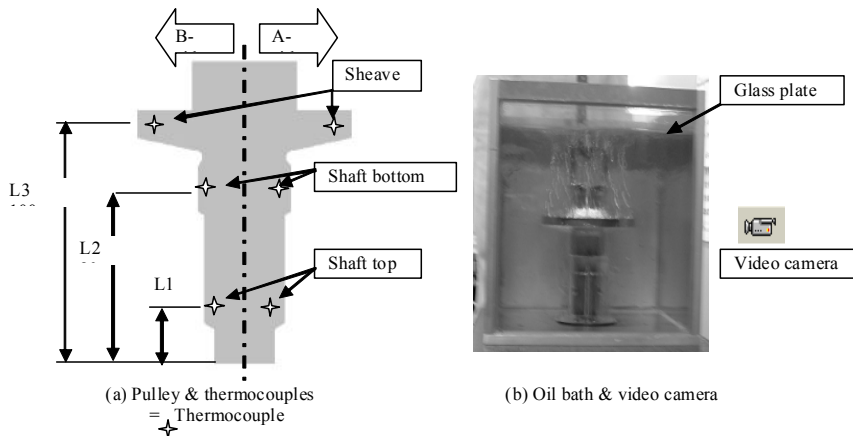 B-
A-
Sheave
Glass plate
Shaft bottom
L3
L2
Video camera
L1
Shaft top
(a) Pulley & thermocouples
= Thermocouple
(b) Oil bath & video camera